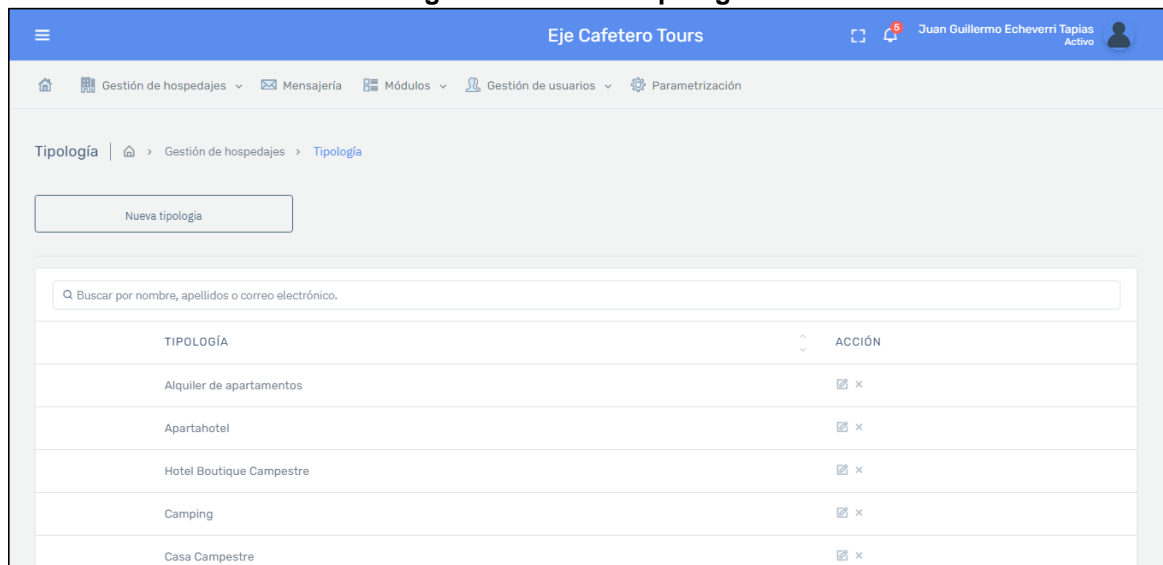 Eje Cafetero Tours
5
Juan Guillermo Echeverri Tapias
Activo
Gestión de hospedajes
Mensajería
Módulos
Gestión de usuarios
Parametrización
Tipología
Gestión de hospedajes > Tipología
Nueva tipologia
Buscar por nombre, apellidos o correo electrónico.
TIPOLOGÍA
ACCIÓN
Alquiler de apartamentos
Apartahotel
Hotel Boutique Campestre
Camping
Casa Campestre